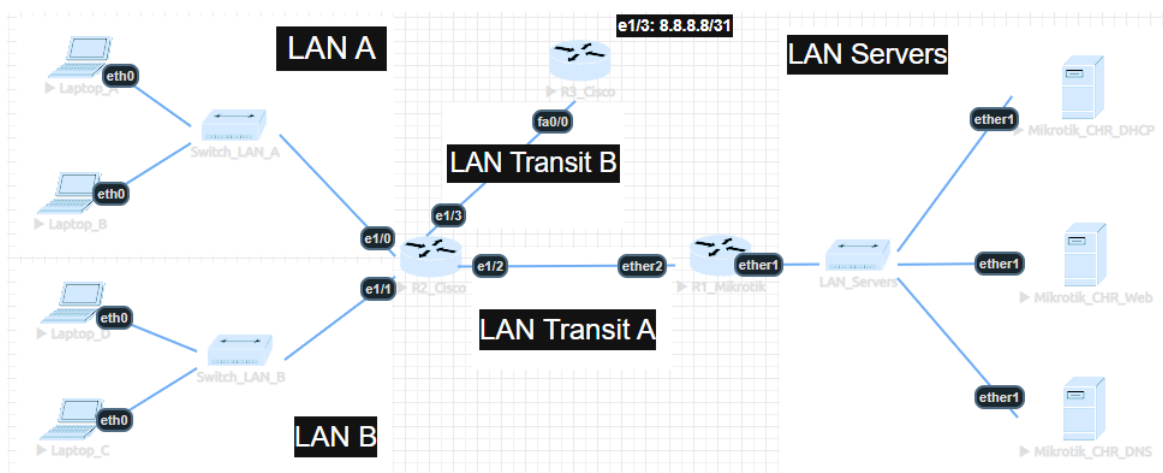 e1/3: 8.8.8.8/31
LAN A
LAN Servers
eth0
Laptop_A
R3_Cisco
fa0/0
ether1
Mikrotik_CHR_DHCP
Switch_LAN_A
LAN Transit B
eth0
Laptop_B
e1/3
e1/0
e1/2
ether2
ether1
ether1
R2_Cisco
R1_Mikrotik
LAN_Servers
Mikrotik_CHR_Web
e1/1
eth0
Laptop_D
LAN Transit A
Switch_LAN_B
eth0
Laptop_C
LAN B
ether1
Mikrotik_CHR_DNS